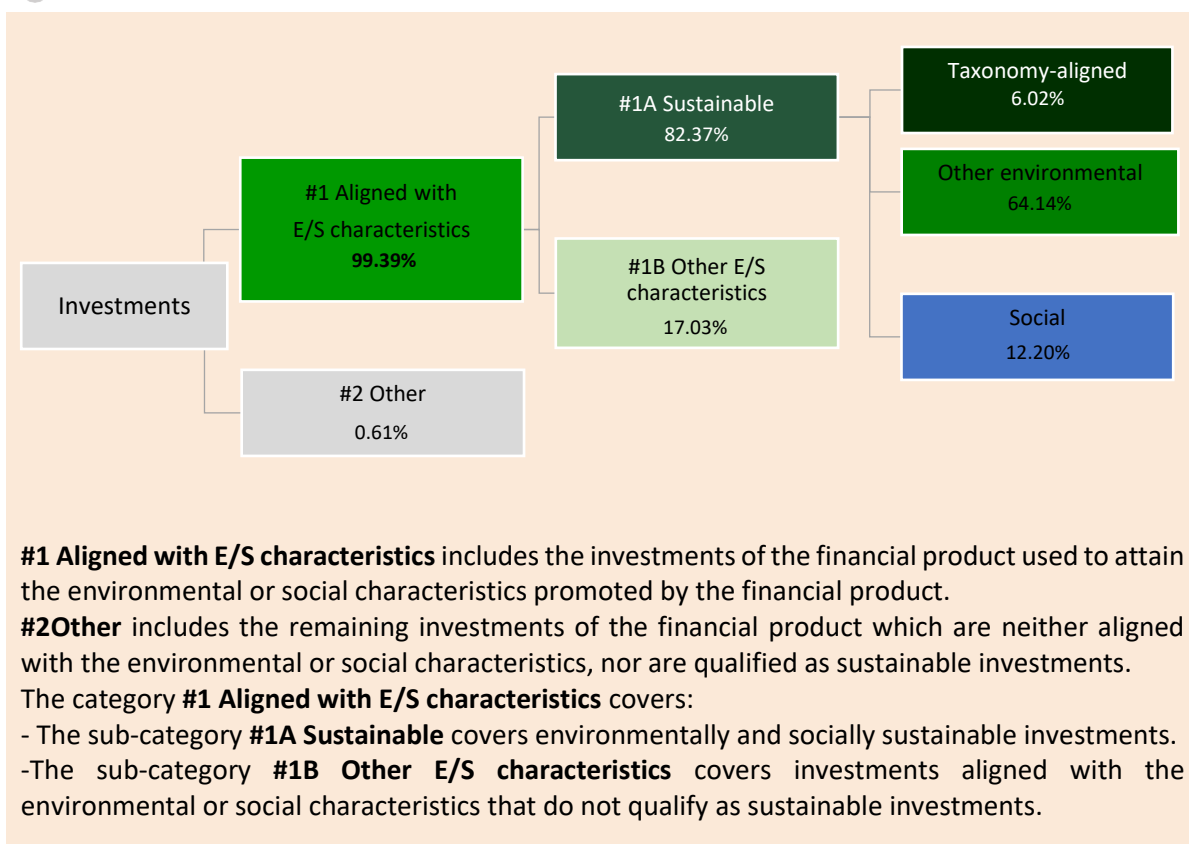 Investments
#1 Aligned with
E/S characteristics
99.39%
#2 Other
0.61%
#1A Sustainable
82.37%
#1B Other E/S
characteristics
17.03%
Taxonomy-aligned
6.02%
Other environmental
64.14%
Social
12.20%
#1 Aligned with E/S characteristics includes the investments of the financial product used to attain
the environmental or social characteristics promoted by the financial product.
#2Other includes the remaining investments of the financial product which are neither aligned
with the environmental or social characteristics, nor are qualified as sustainable investments.
The category #1 Aligned with E/S characteristics covers:
- The sub-category #1A Sustainable covers environmentally and socially sustainable investments.
-The sub-category #1B Other E/S characteristics covers investments aligned with the
environmental or social characteristics that do not qualify as sustainable investments.